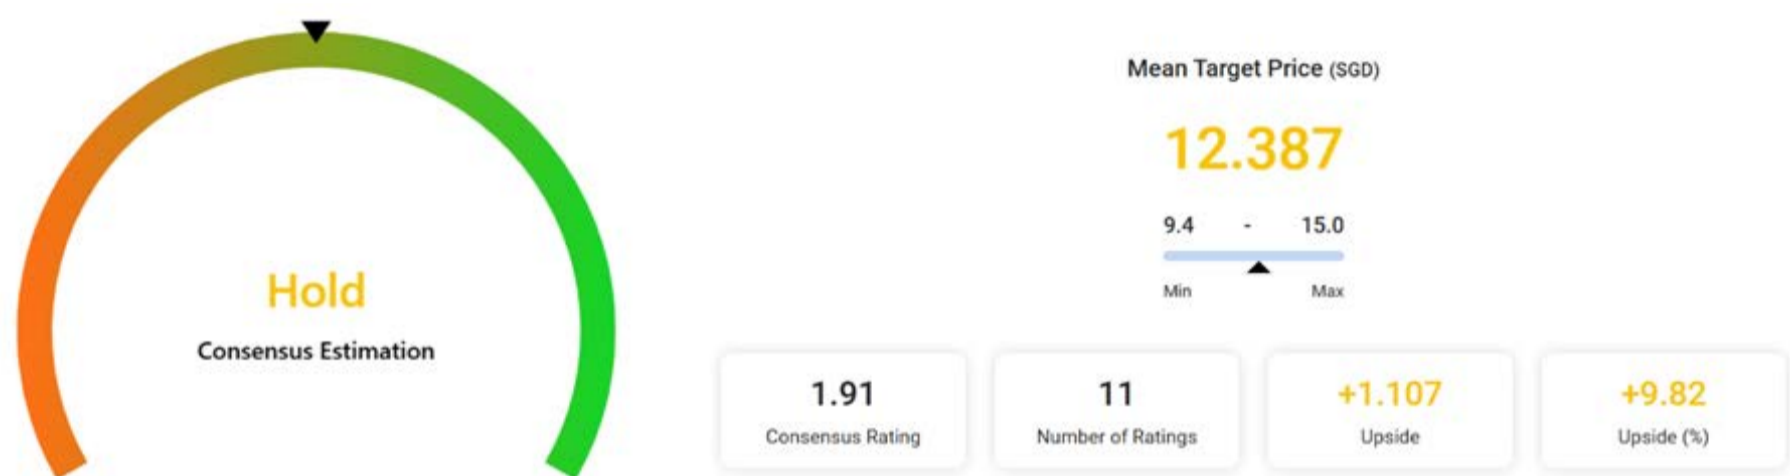 Hold
Consensus Estimation
Mean Target Price (SGD)
12.387
9.4 - 15.0
Min Max
1.91
Consensus Rating
11
Number of Ratings
+1.107
Upside
+9.82
Upside (%)